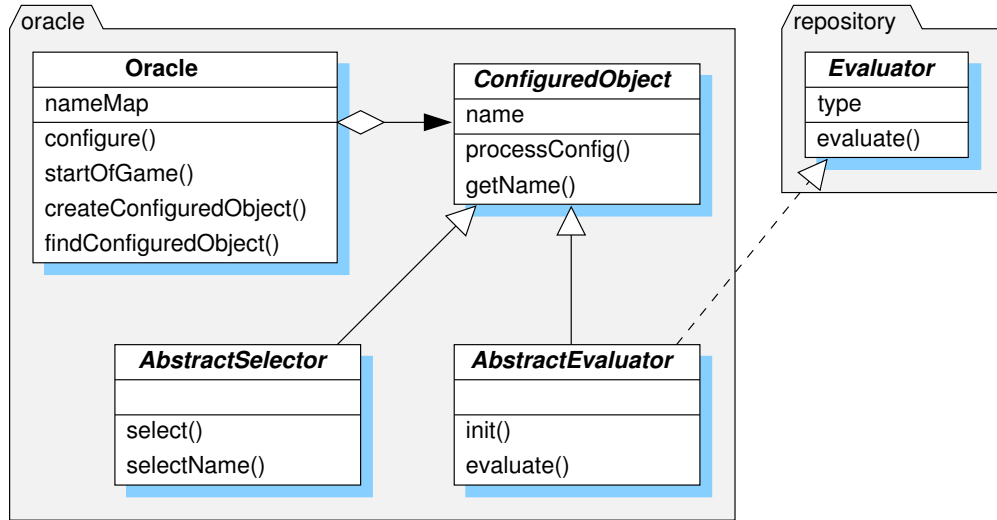 oracle
Oracle
nameMap
configure()
startOfGame()
createConfiguredObject()
findConfiguredObject()
ConfiguredObject
name
processConfig()
getName()
AbstractSelector
select()
selectName()
AbstractEvaluator
init()
evaluate()
repository
Evaluator
type
evaluate()